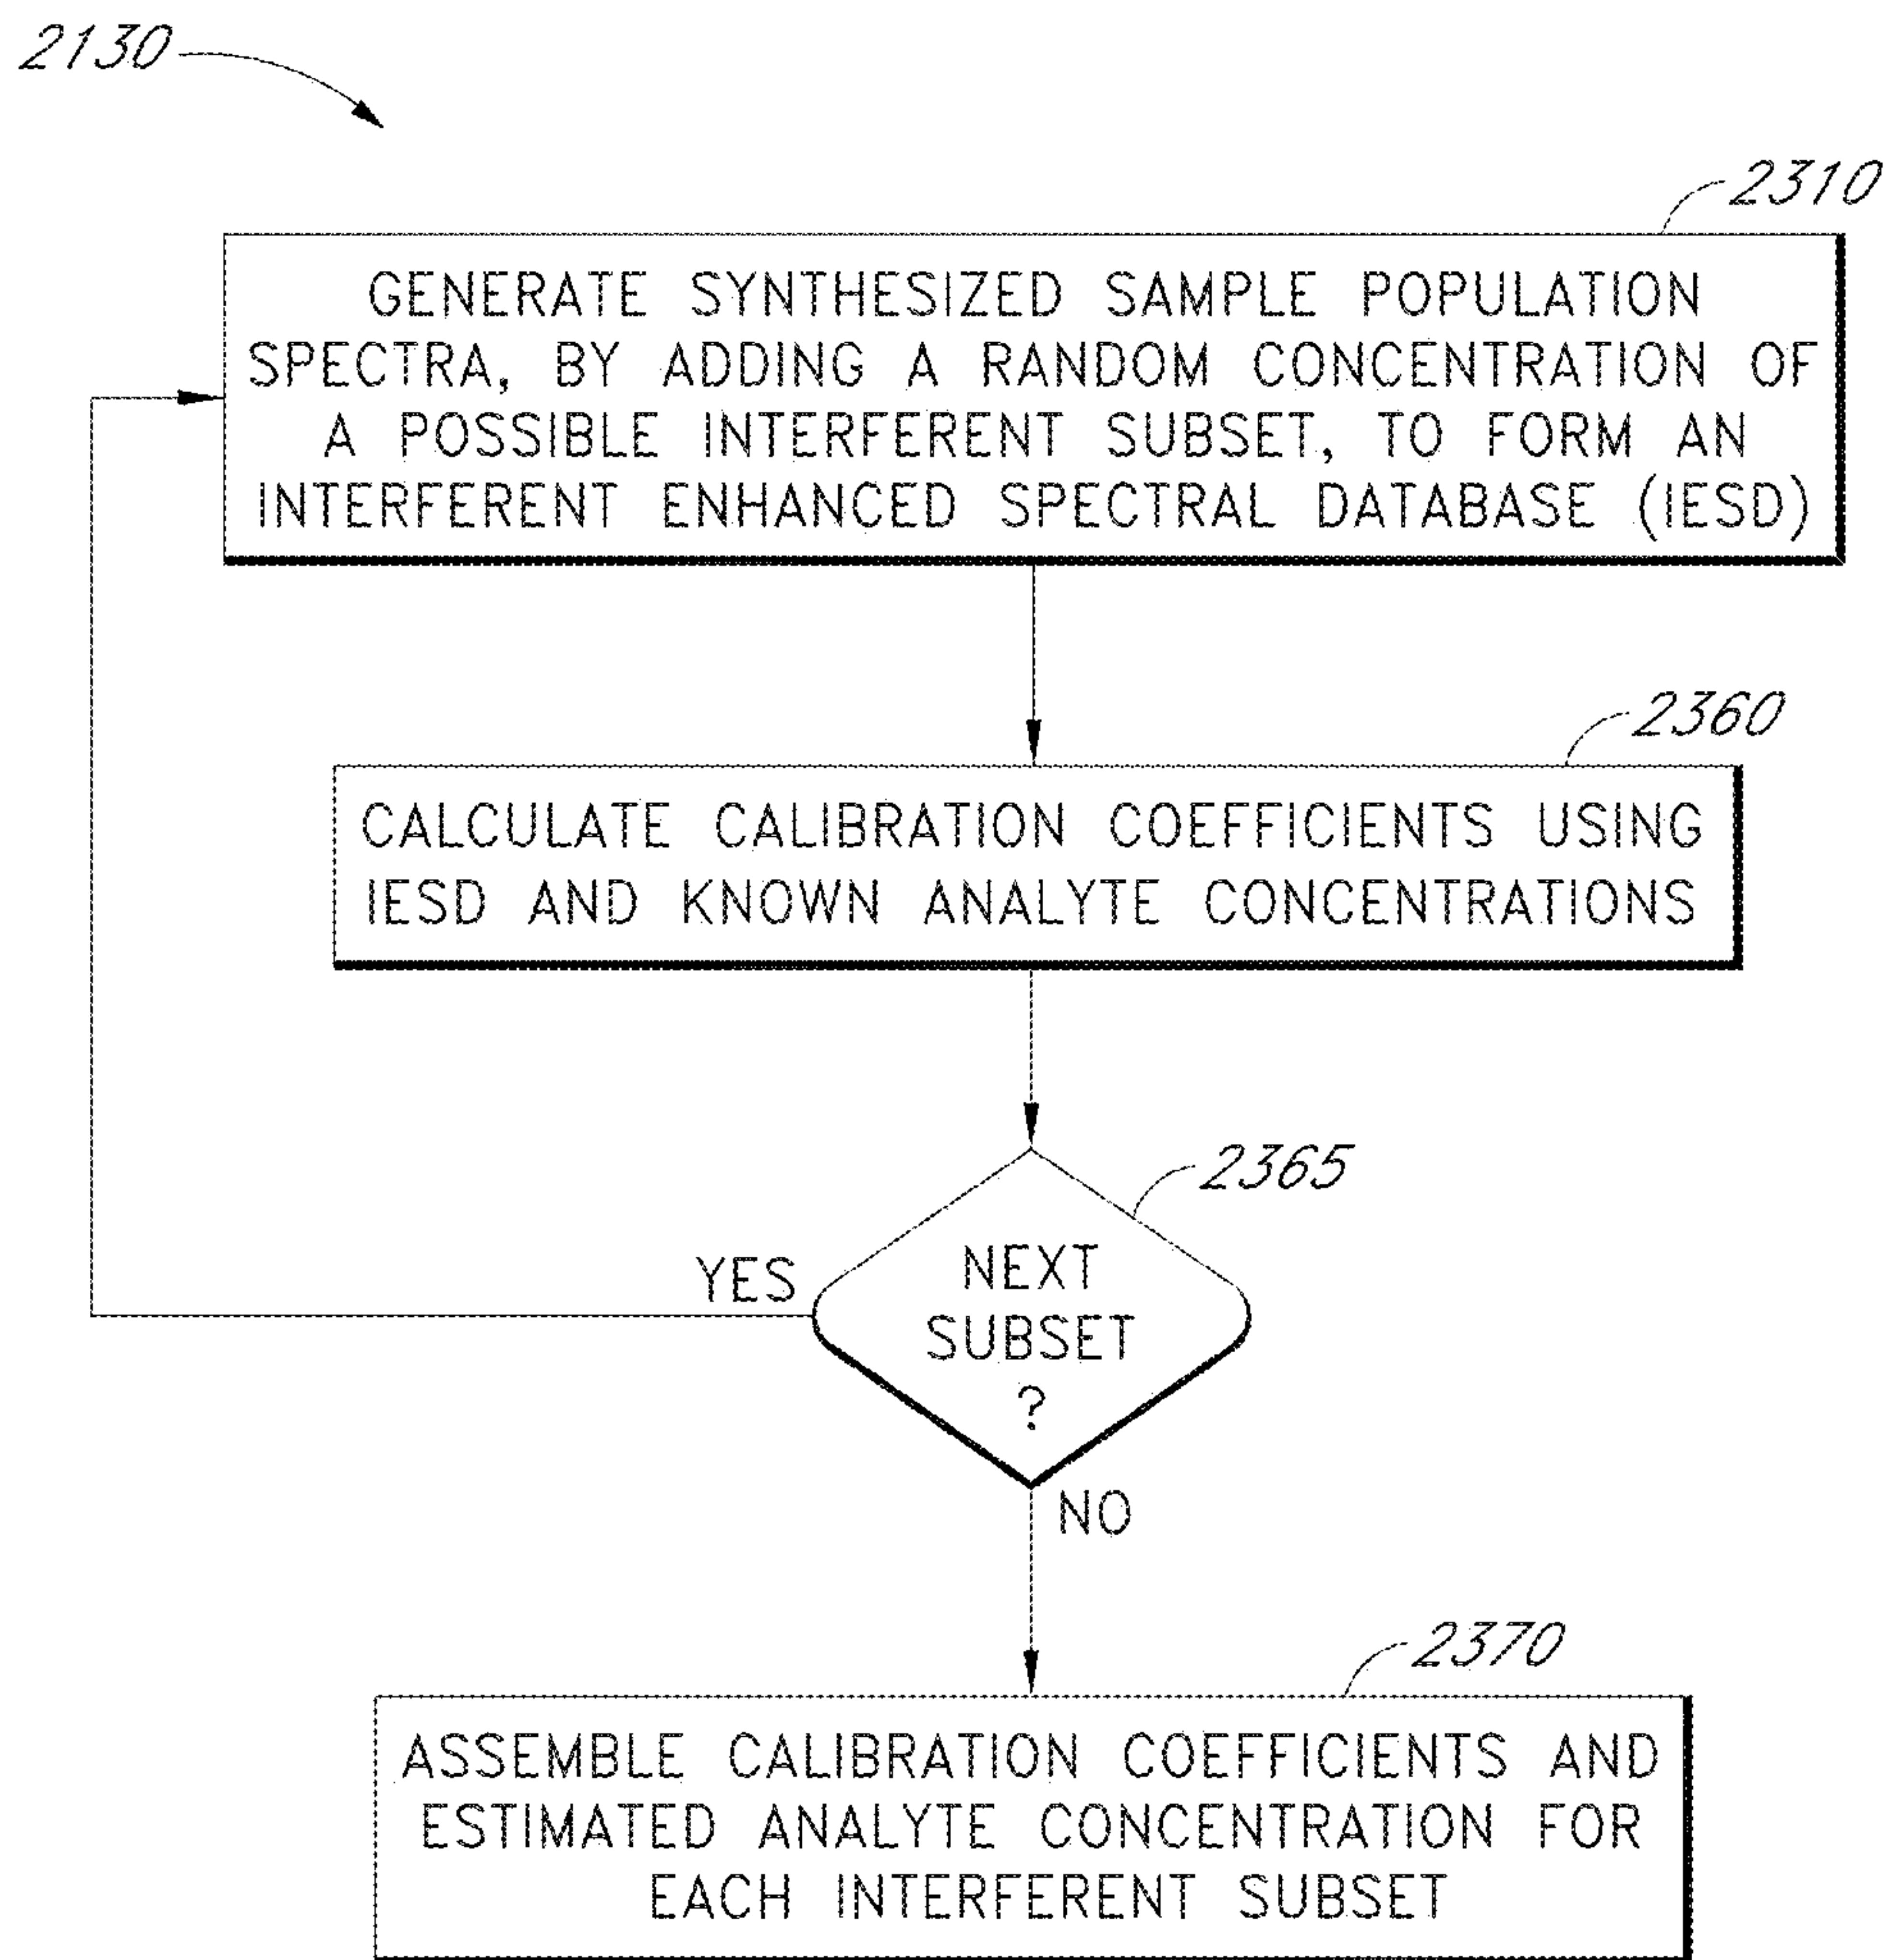 2130
2310
GENERATE SYNTHESIZED SAMPLE POPULATION
SPECTRA, BY ADDING A RANDOM CONCENTRATION OF
A POSSIBLE INTERFERENT SUBSET, TO FORM AN
INTERFERENT ENHANCED SPECTRAL DATABASE (IESD)
2360
CALCULATE CALIBRATION COEFFICIENTS USING
IESD AND KNOWN ANALYTE CONCENTRATIONS
2365
YES
NEXT
SUBSET
?
NO
2370
ASSEMBLE CALIBRATION COEFFICIENTS AND
ESTIMATED ANALYTE CONCENTRATION FOR
EACH INTERFERENT SUBSET